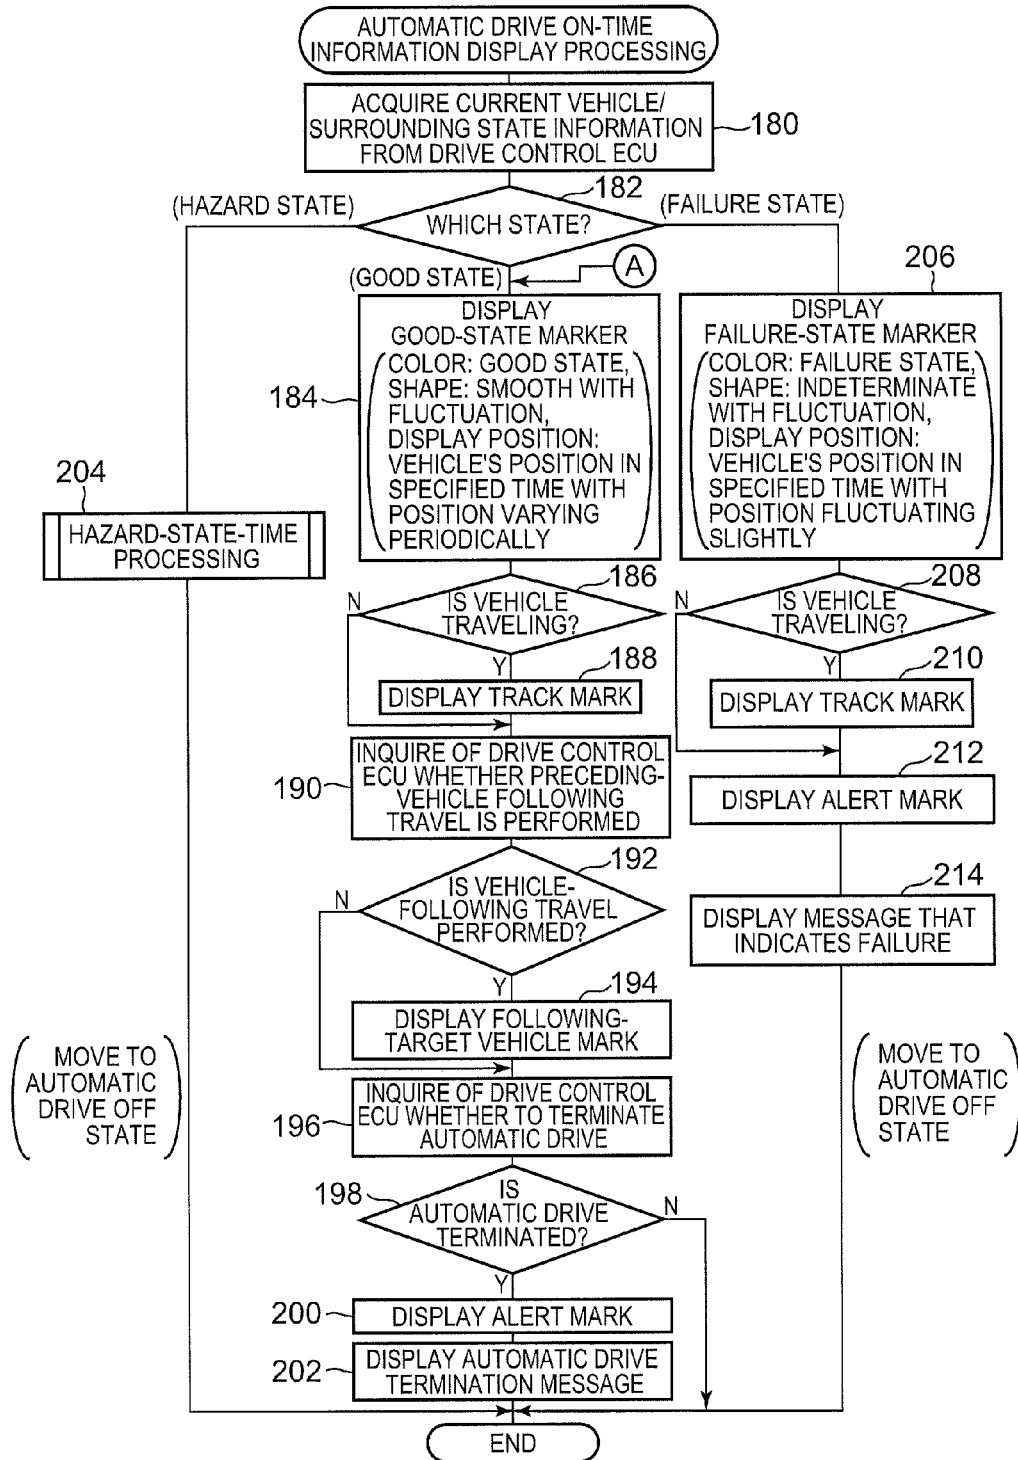 AUTOMATIC DRIVE ON-TIME
INFORMATION DISPLAY PROCESSING
ACQUIRE CURRENT VEHICLE/
SURROUNDING STATE INFORMATION
FROM DRIVE CONTROL ECU
180
182
(HAZARD STATE)
WHICH STATE?
(FAILURE STATE)
(GOOD STATE)
A
206
184
DISPLAY
GOOD-STATE MARKER
COLOR: GOOD STATE,
SHAPE: SMOOTH WITH
FLUCTUATION,
DISPLAY POSITION:
VEHICLE'S POSITION IN
SPECIFIED TIME WITH
POSITION VARYING
PERIODICALLY
DISPLAY
FAILURE-STATE MARKER
COLOR: FAILURE STATE,
SHAPE: INDETERMINATE
WITH FLUCTUATION,
DISPLAY POSITION:
VEHICLE'S POSITION IN
SPECIFIED TIME WITH
POSITION FLUCTUATING
SLIGHTLY
204
HAZARD-STATE-TIME
PROCESSING
186
N
IS VEHICLE
TRAVELING?
Y
208
N
IS VEHICLE
TRAVELING?
Y
188
DISPLAY TRACK MARK
210
DISPLAY TRACK MARK
190
INQUIRE OF DRIVE CONTROL
ECU WHETHER PRECEDING-
VEHICLE FOLLOWING
TRAVEL IS PERFORMED
212
DISPLAY ALERT MARK
192
N
IS VEHICLE-
FOLLOWING TRAVEL
PERFORMED?
Y
214
DISPLAY MESSAGE THAT
INDICATES FAILURE
194
DISPLAY FOLLOWING-
TARGET VEHICLE MARK
MOVE TO
AUTOMATIC
DRIVE OFF
STATE
MOVE TO
AUTOMATIC
DRIVE OFF
STATE
196
INQUIRE OF DRIVE CONTROL
ECU WHETHER TO TERMINATE
AUTOMATIC DRIVE
198
IS
AUTOMATIC DRIVE
TERMINATED?
N
Y
200
DISPLAY ALERT MARK
202
DISPLAY AUTOMATIC DRIVE
TERMINATION MESSAGE
END